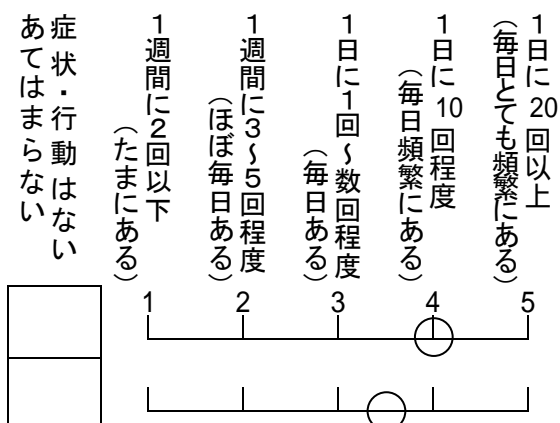 症状・行動はない
あてはまらない
1週間に2回以下
（たまにある）
1週間に3～5回程度
（ほぼ毎日ある）
1日に1回～数回程度
（毎日ある）
1日に10回程度
（毎日頻繁にある）
1日に20回以上
（毎日とても頻繁にある）
1 2 3 4 5